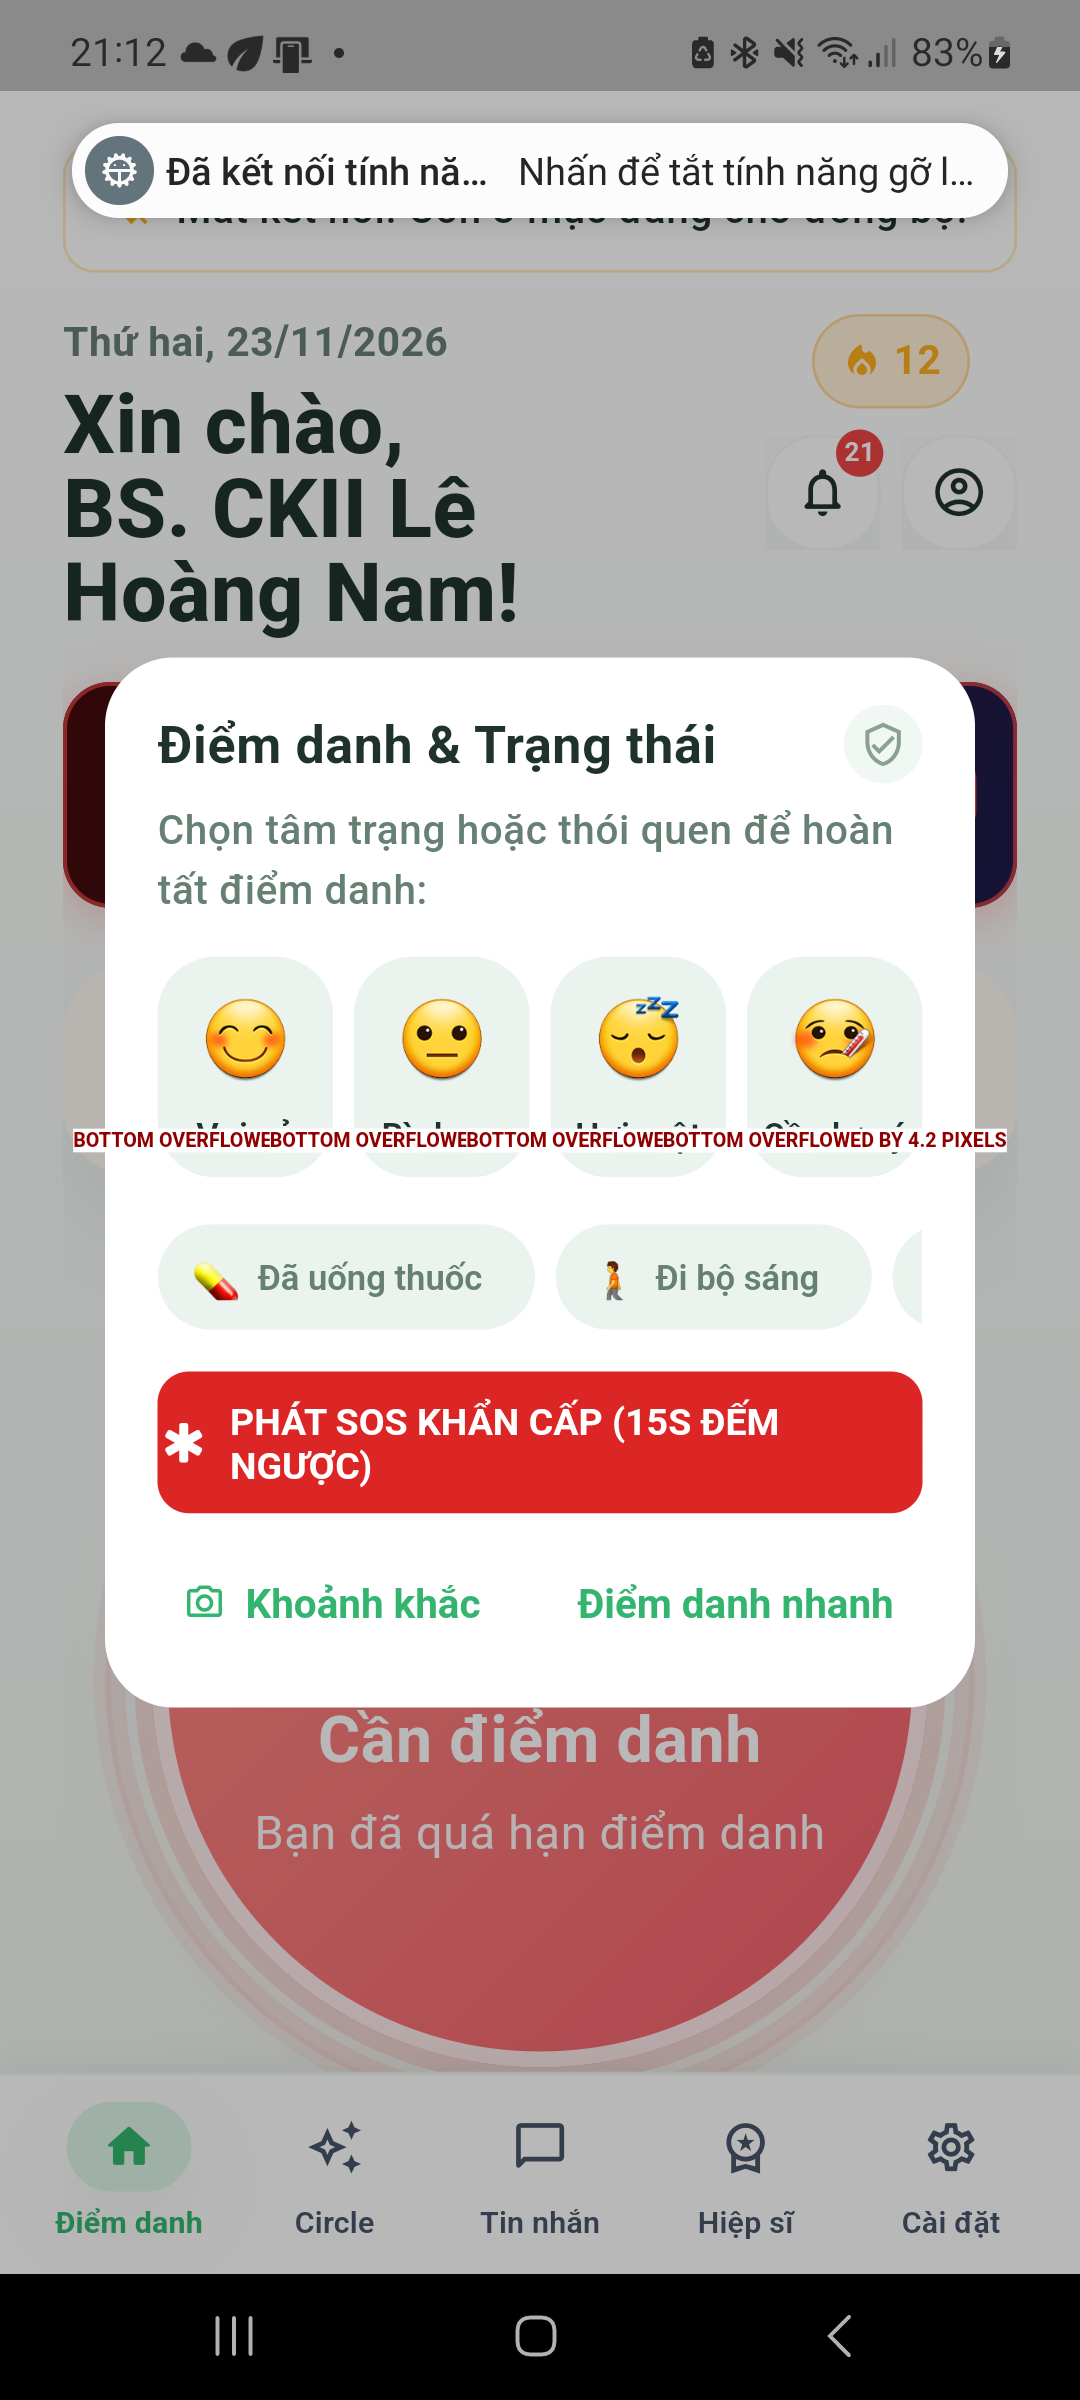 21:12
83%
Đã kết nối tính nă... Nhấn để tắt tính năng gỡ l...
Thứ hai, 23/11/2026
12
Xin chào,
BS. CKII Lê
Hoàng Nam!
21
Điểm danh & Trạng thái
Chọn tâm trạng hoặc thói quen để hoàn
tất điểm danh:
BOTTOM OVERFLOWEBOTTOM OVERFLOWEBOTTOM OVERFLOWEBOTTOM OVERFLOWED BY 4.2 PIXELS
Đã uống thuốc
Đi bộ sáng
PHÁT SOS KHẨN CẤP (15S ĐẾM
NGƯỢC)
Khoảnh khắc
Điểm danh nhanh
Cần điểm danh
Bạn đã quá hạn điểm danh
Điểm danh
Circle
Tin nhắn
Hiệp sĩ
Cài đặt